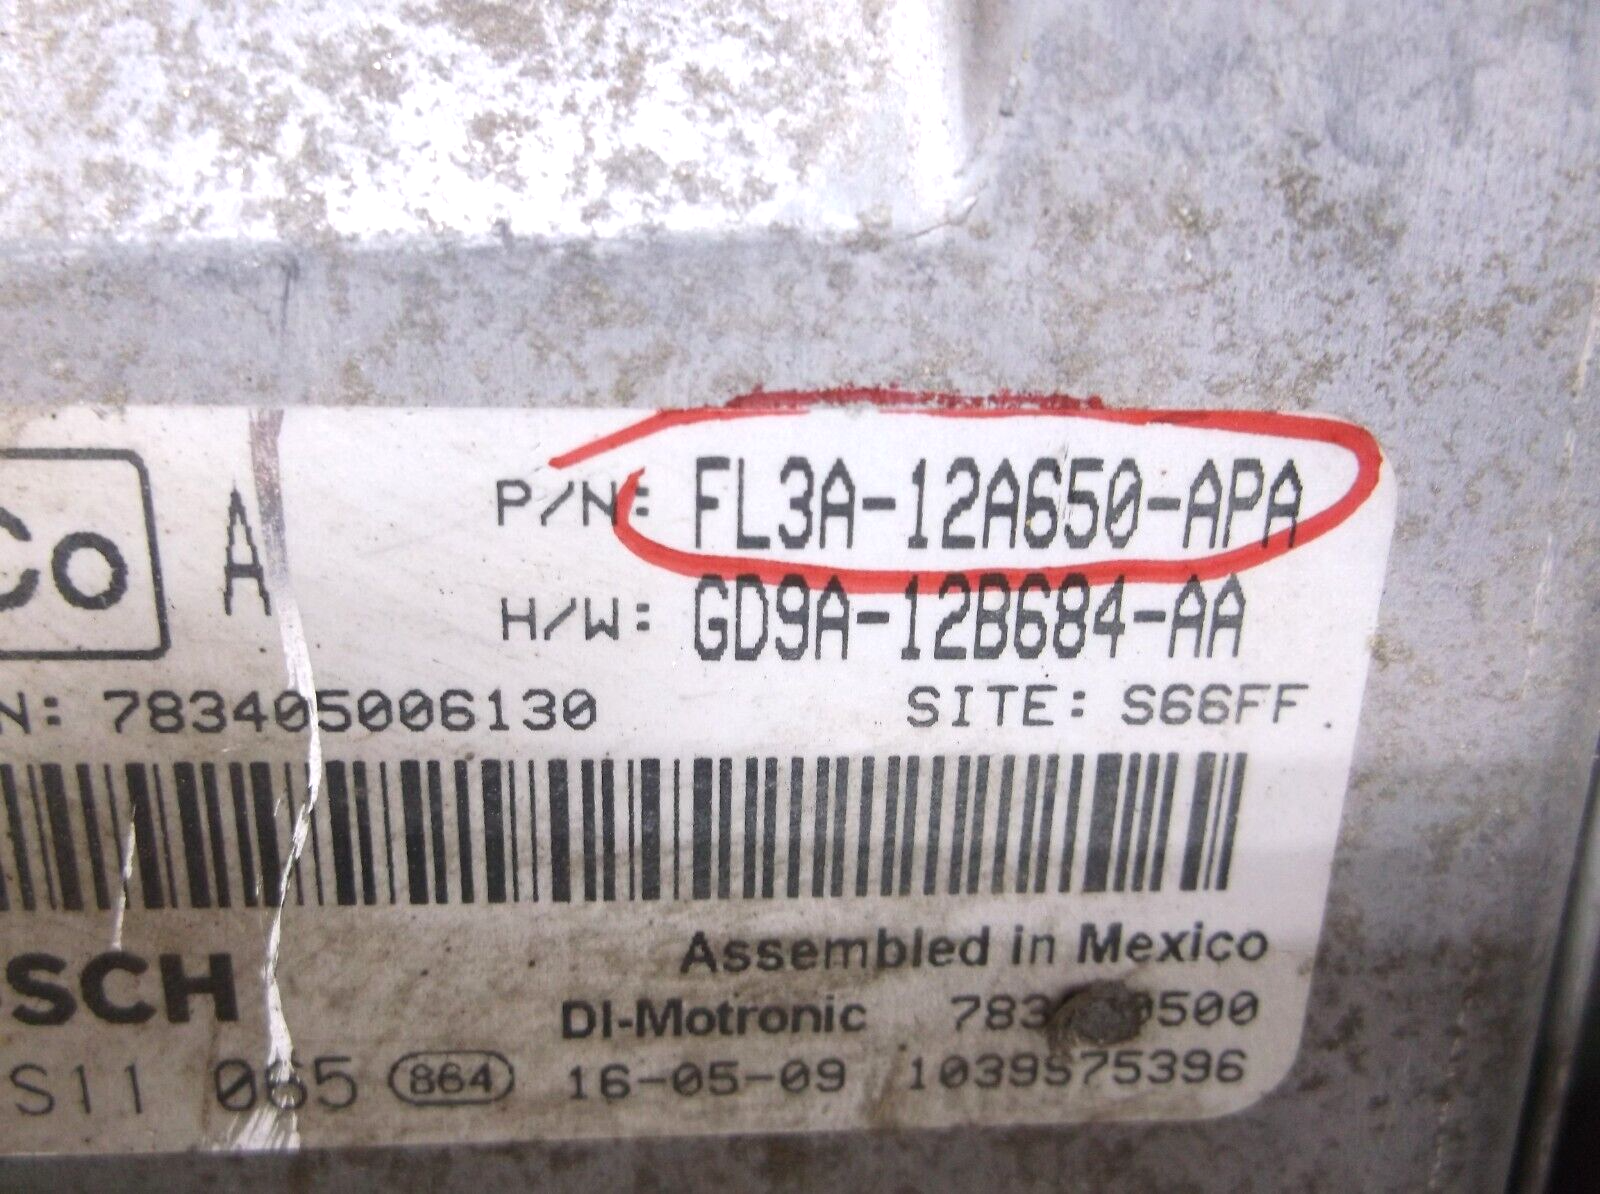 Co A P/N: FL3A-12A650-APA
H/W: GD9A-12B684-AA
N: 783405006130 SITE: S66FF
SCH Assembled in Mexico
DI-Motronic
S11 065 864 16-05-09 1039S75396